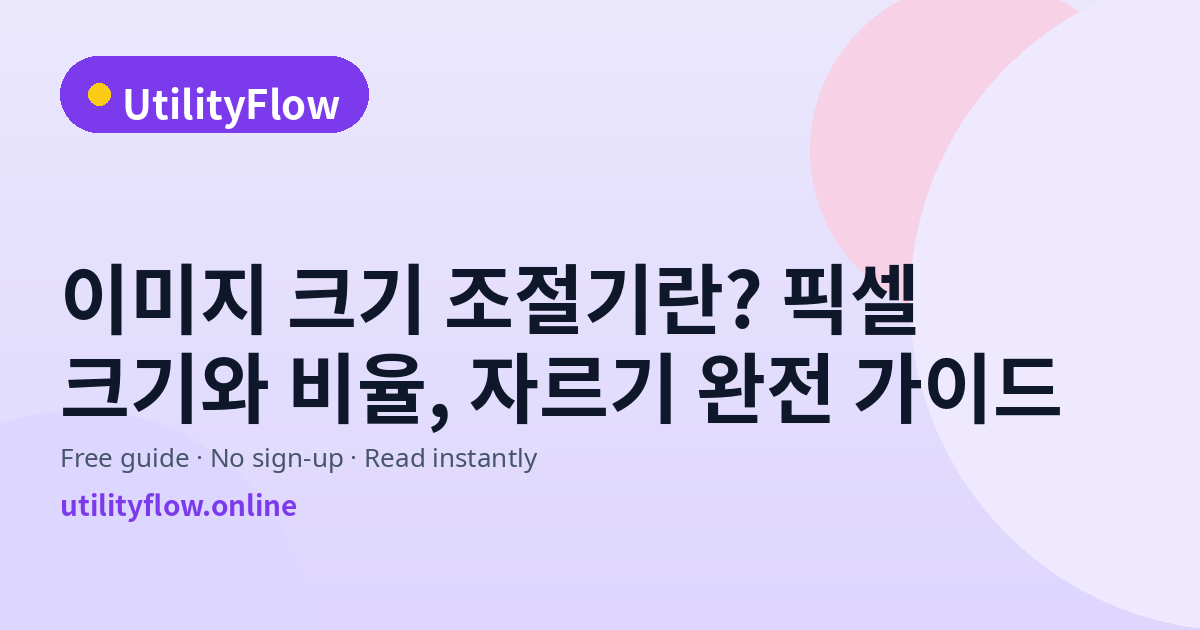 UtilityFlow
이미지 크기 조절기란? 픽셀
크기와 비율, 자르기 완전 가이드
Free guide · No sign-up · Read instantly
utilityflow.online